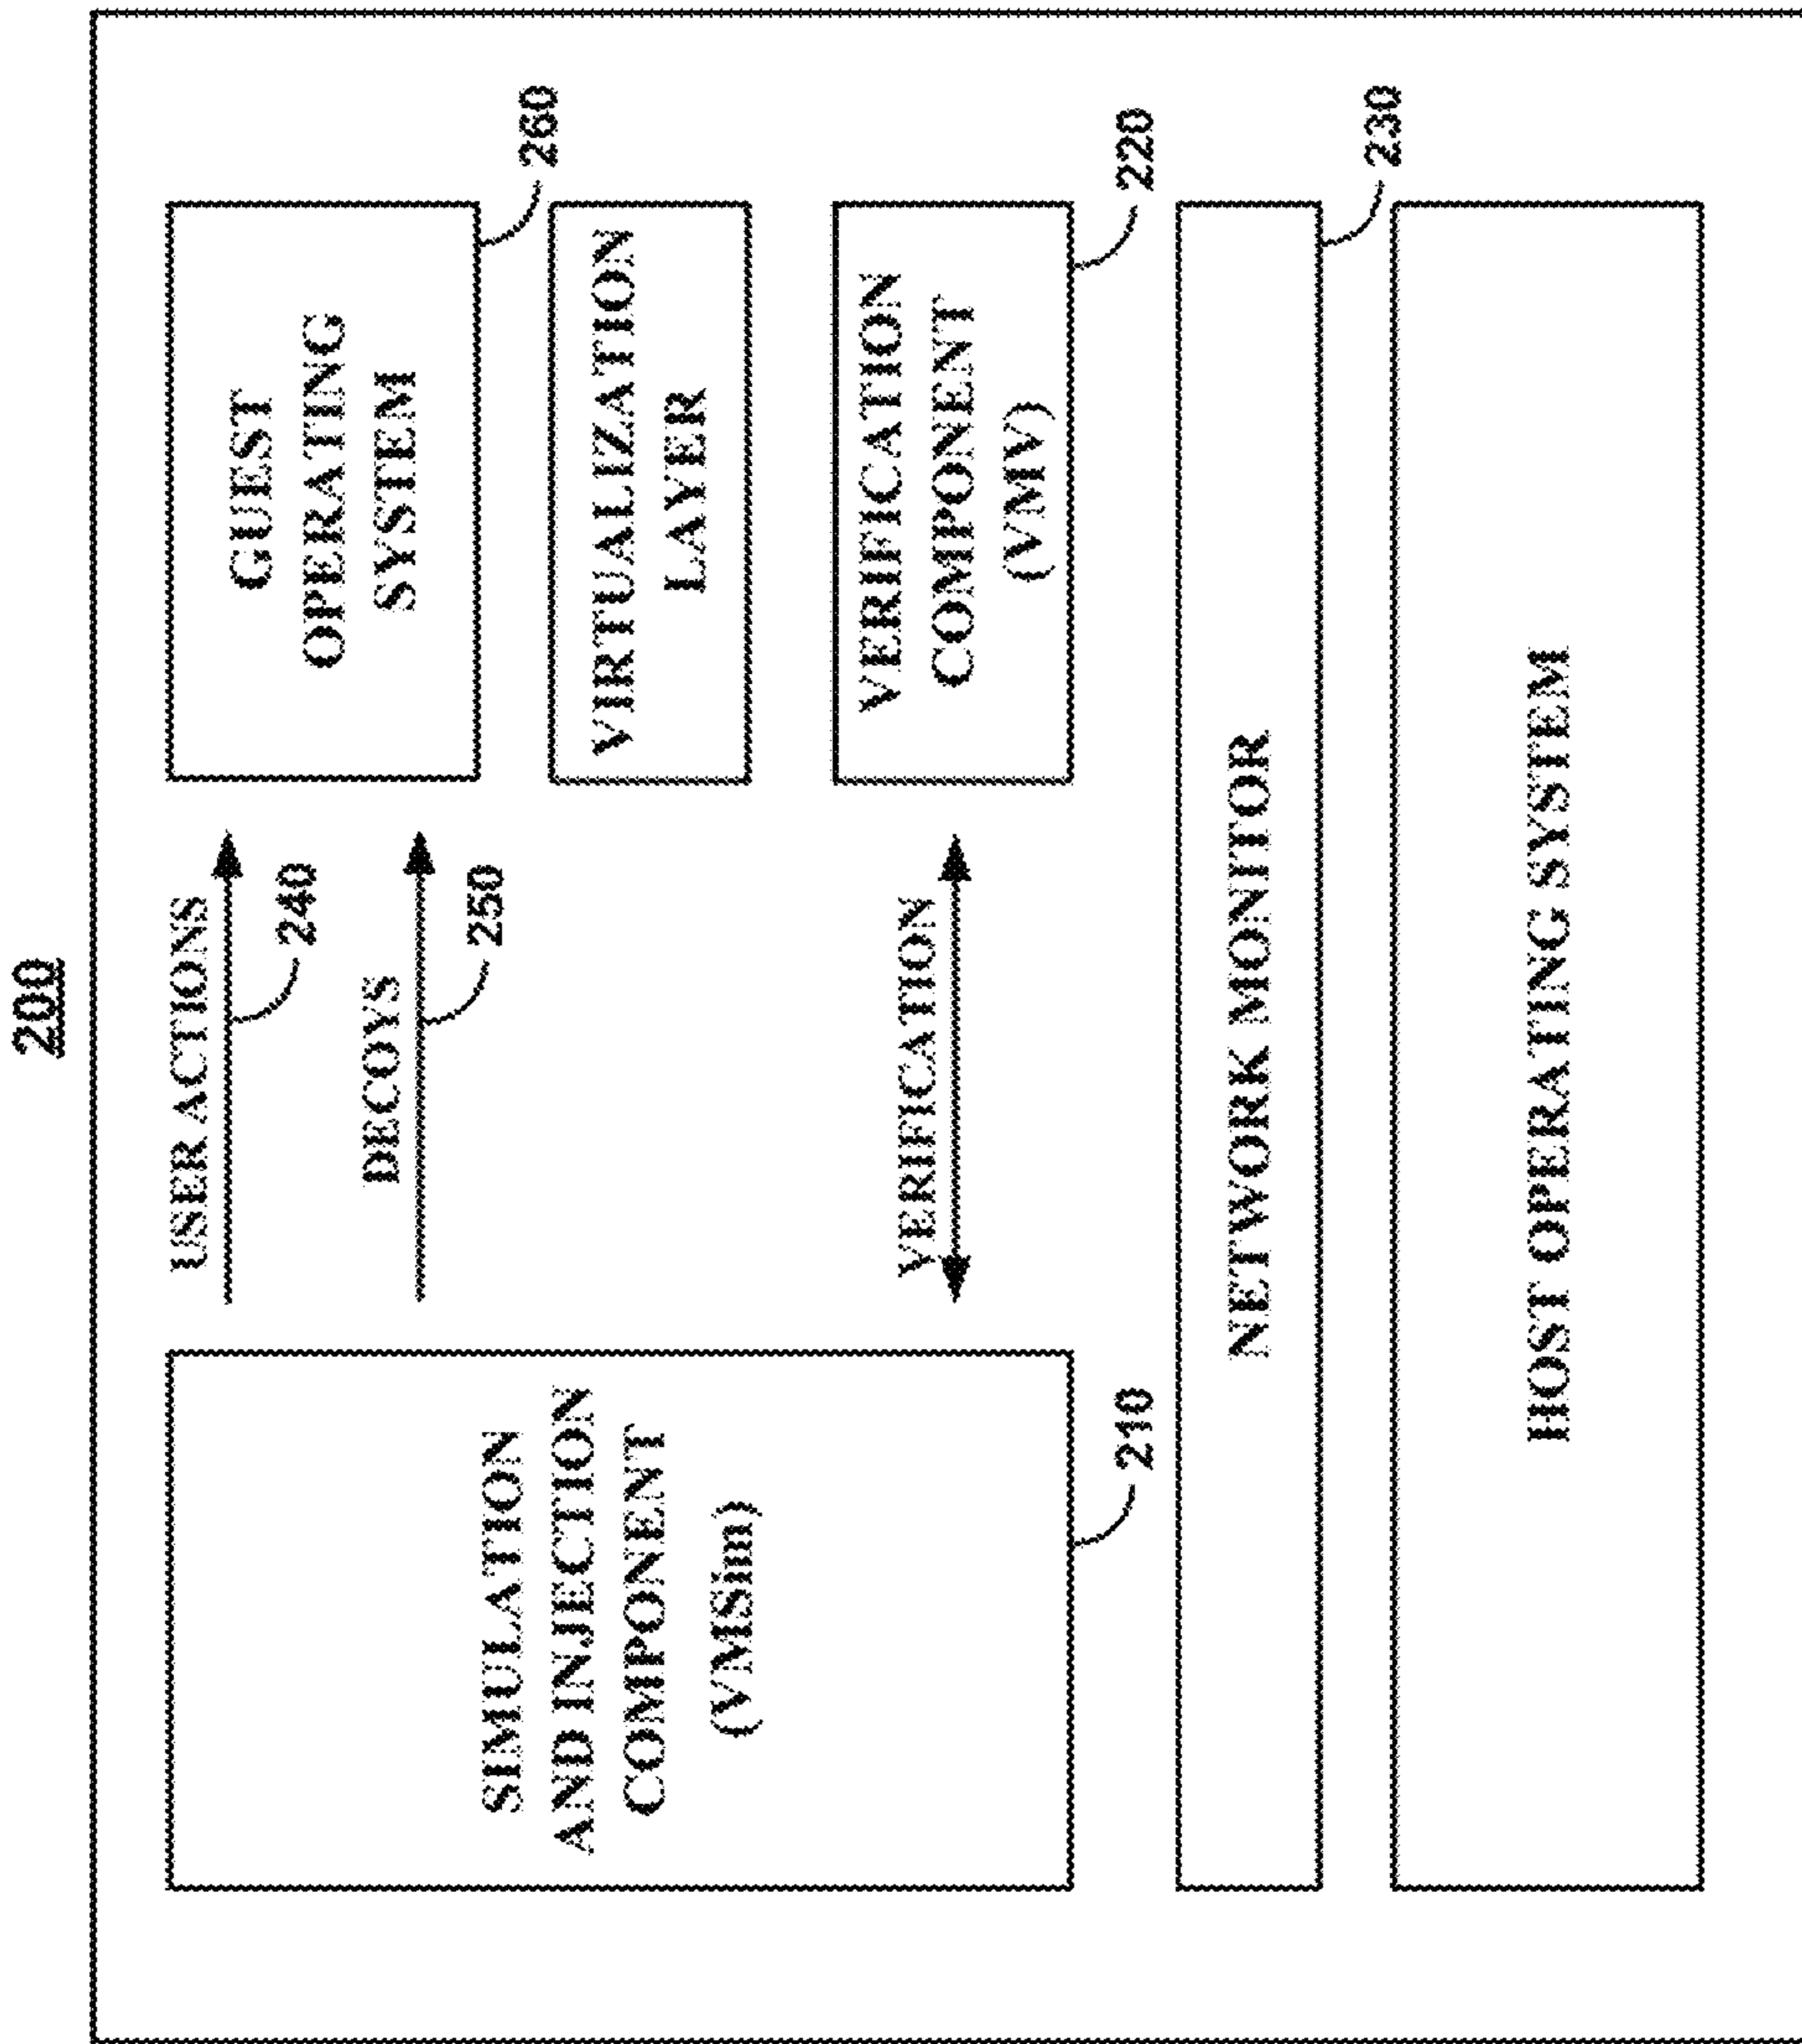 200
SIMULATION
AND INJECTION
COMPONENT
(VMSim)
210
USER ACTIONS
240
DECOYS
250
VERIFICATION
GUEST
OPERATING
SYSTEM
260
VIRTUALIZATION
LAYER
VERIFICATION
COMPONENT
(VMV)
220
NETWORK MONITOR
230
HOST OPERATING SYSTEM